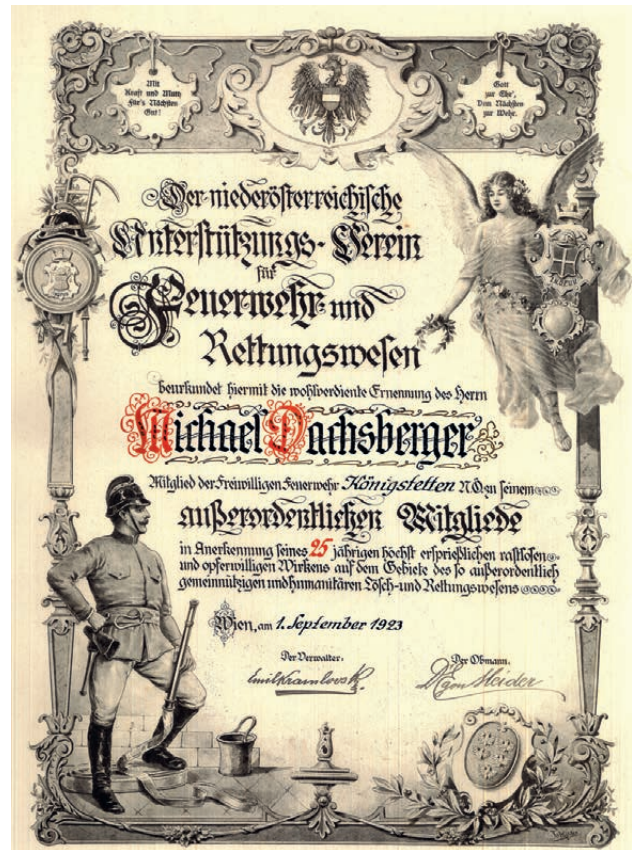 Mit
Kraft und Muth
Für's Nächsten
Gut!
Gott
zur Ehr',
Dem Nächsten
zur Wehr.
Der niederösterreichische
Unterstützungs-Verein
für
Feuerwehr- und
Rettungswesen
beurkundet hiermit die wohlverdiente Ernennung des Herrn
Michael Dachsberger
Mitglied der Freiwilligen Feuerwehr Königstetten N.Ö. zu seinem
außerordentlichen Mitgliede
in Anerkennung seines 25 jährigen höchst ersprießlichen rastlosen
und opferwilligen Wirkens auf dem Gebiete des so außerordentlich
gemeinnützigen und humanitären Lösch- und Rettungswesens
Wien, am 1. September 1923
Der Verwalter:
Der Obmann.